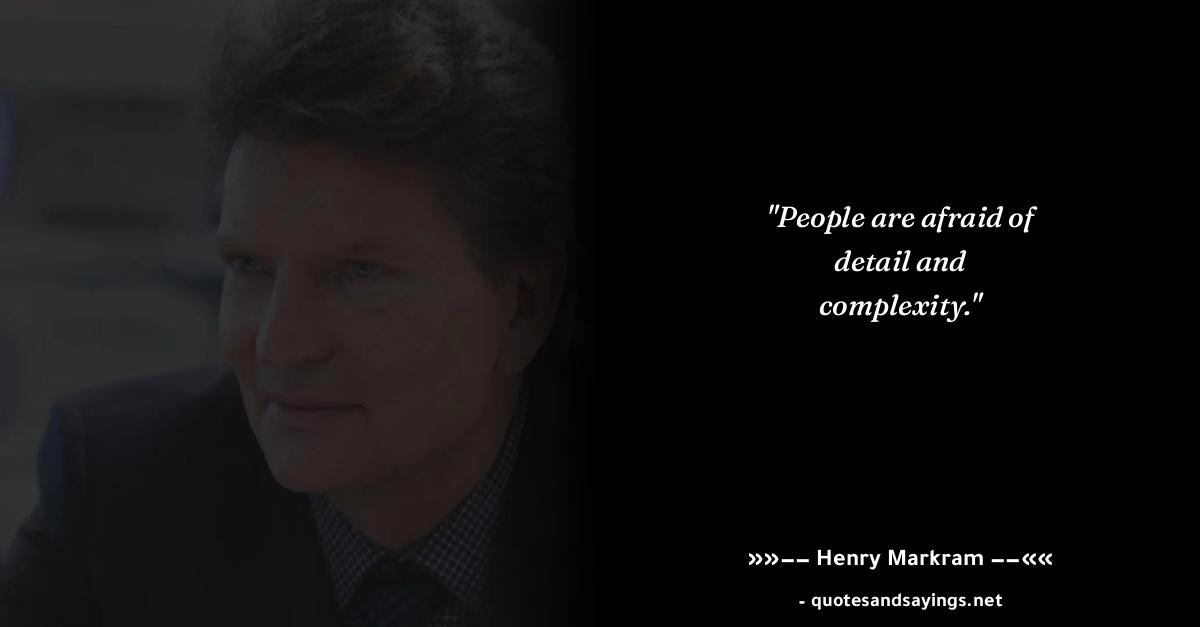 "People are afraid of
detail and
complexity."
»»–– Henry Markram ––««
- quotesandsayings.net